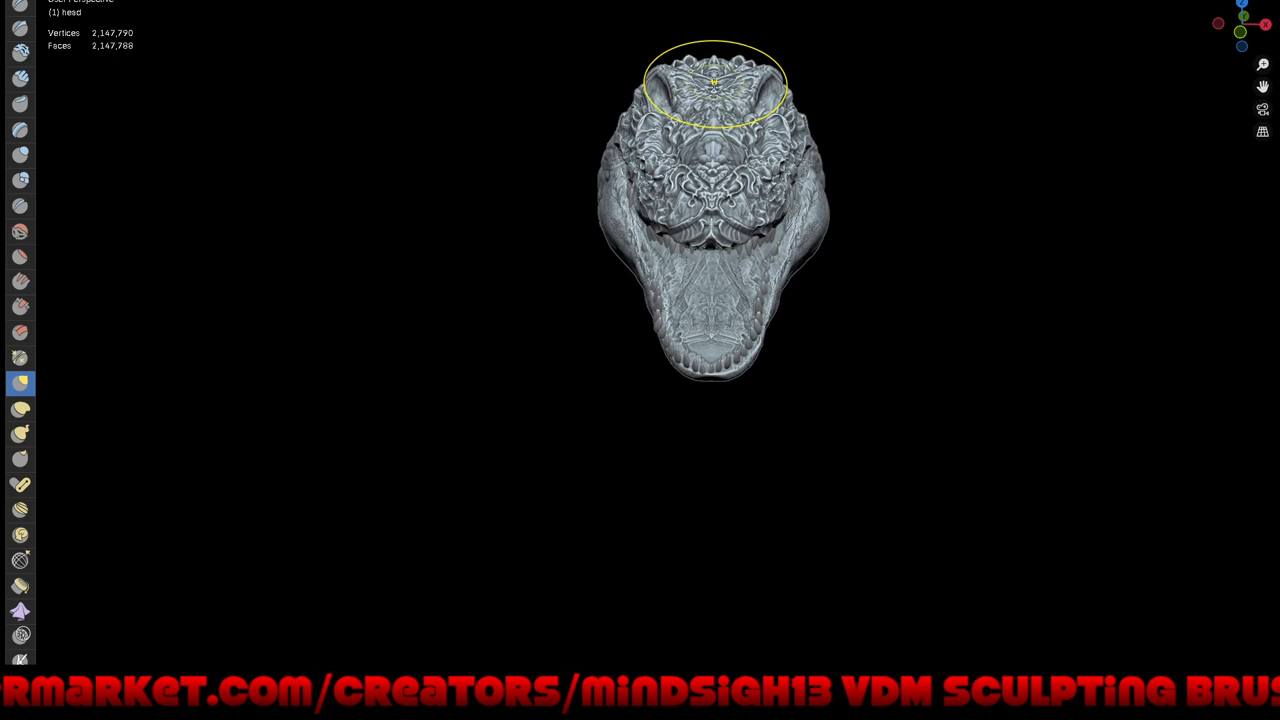 (1) head
Vertices 2,147,790
Faces 2,147,788
X
Z
RMARKET.COM/CREATORS/MINDSIGH13 VDM SCULPTING BRUS